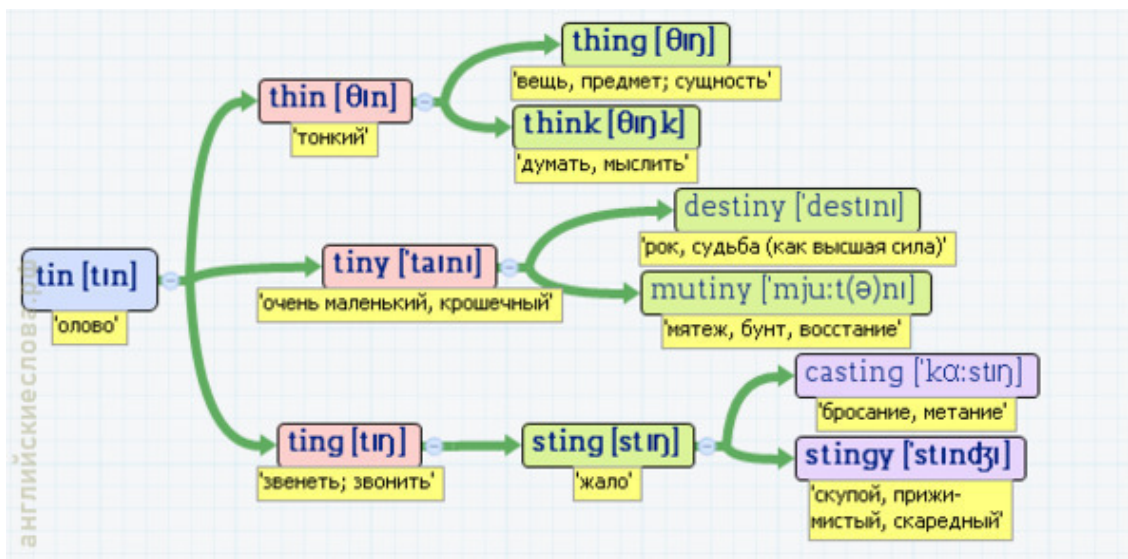 thing [θɪŋ]
'вещь, предмет; сущность'
thin [θɪn]
'тонкий'
think [θɪŋk]
'думать, мыслить'
destiny ['destɪnɪ]
'рок, судьба (как высшая сила)'
tin [tɪn]
'олово'
tiny ['taɪnɪ]
'очень маленький, крошечный'
mutiny ['mju:t(ə)nɪ]
'мятеж, бунт, восстание'
casting ['kɑ:stɪŋ]
'бросание, метание'
ting [tɪŋ]
'звенеть; звонить'
sting [stɪŋ]
'жало'
stingy ['stɪnʤɪ]
'скупой, прижи-
мистый, скаредный'
английскиеслова.рф